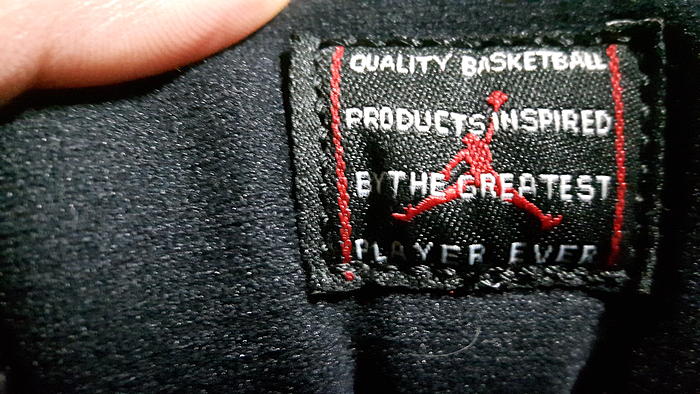 QUALITY BASKETBALL
PRODUCTS INSPIRED
BY THE GREATEST
PLAYER EVER